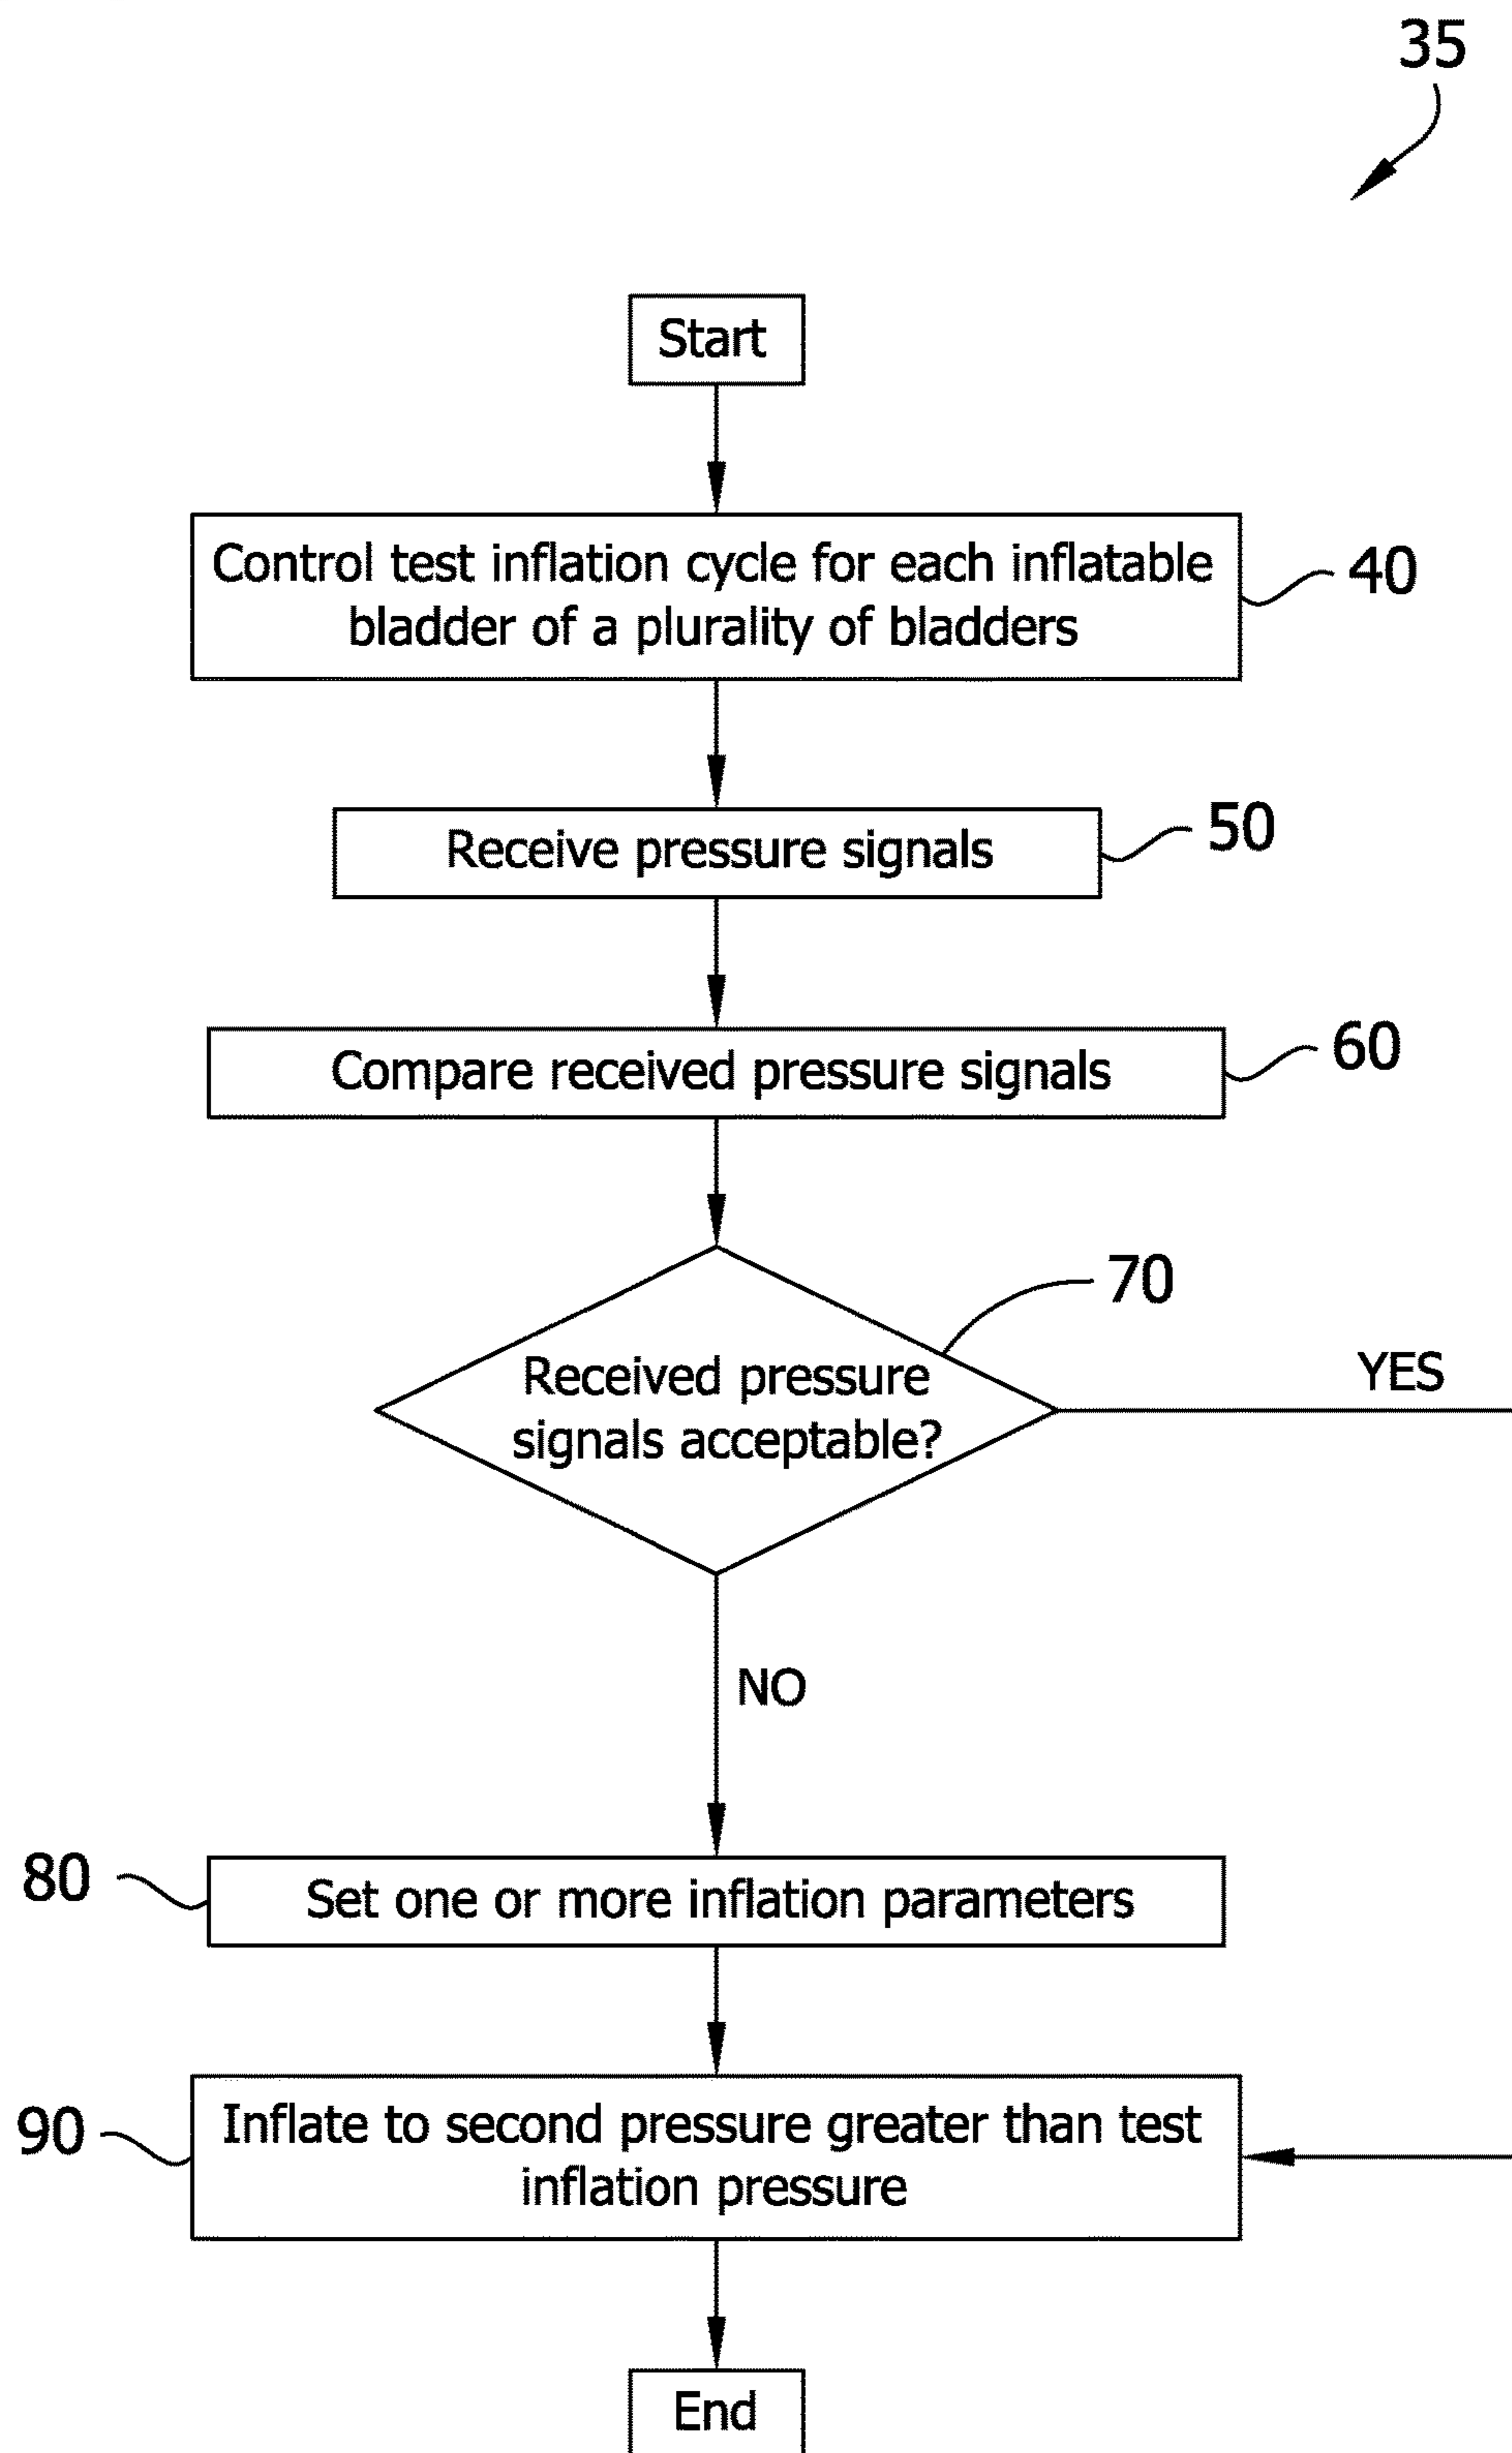 35
Start
Control test inflation cycle for each inflatable
bladder of a plurality of bladders
40
Receive pressure signals
50
Compare received pressure signals
60
70
Received pressure
signals acceptable?
YES
NO
80
Set one or more inflation parameters
90
Inflate to second pressure greater than test
inflation pressure
End